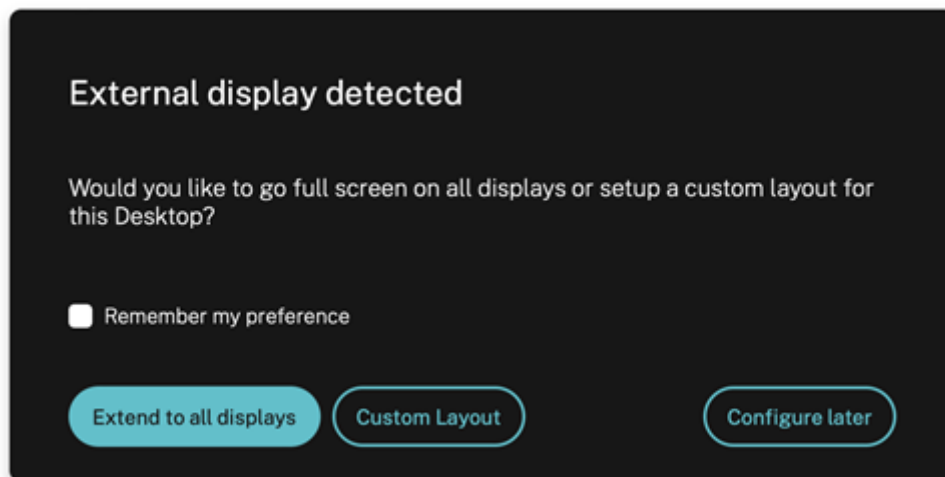 External display detected
Would you like to go full screen on all displays or setup a custom layout for
this Desktop?
Remember my preference
Extend to all displays
Custom Layout
Configure later